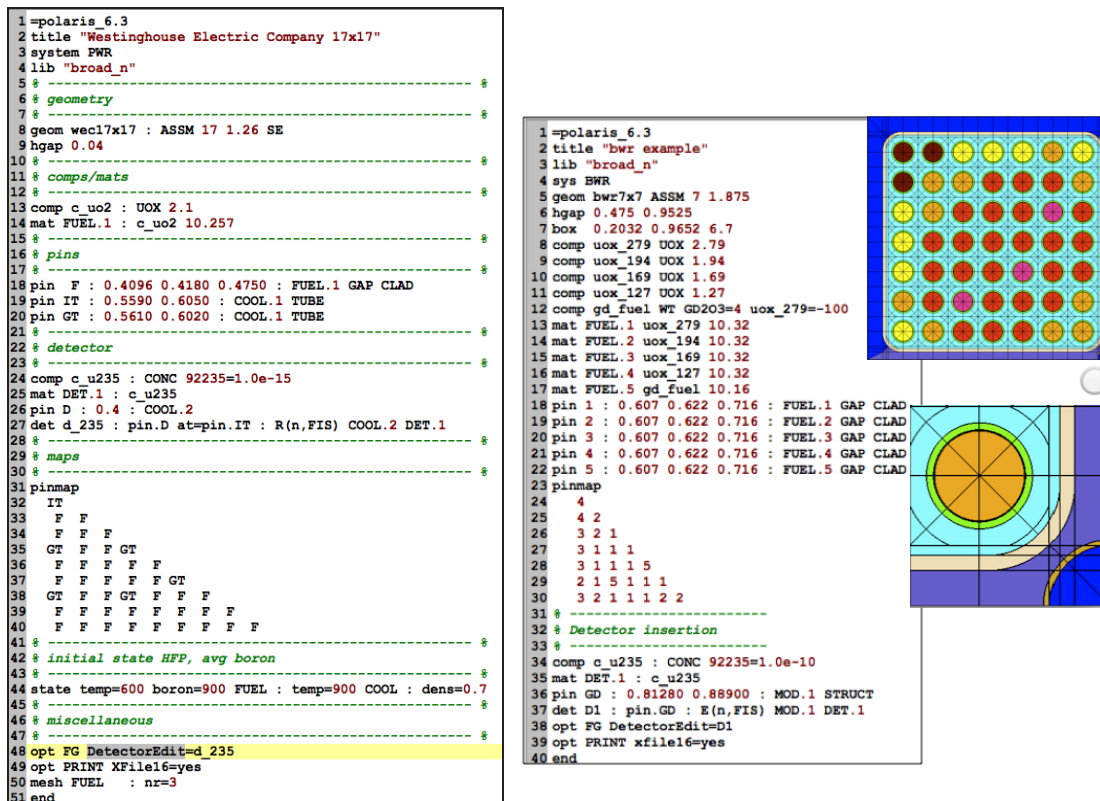 1 =polaris_6.3
2 title "Westinghouse Electric Company 17x17"
3 system PWR
4 lib "broad_n"
5 % ----------------------------------------------- %
6 % geometry
7 % ----------------------------------------------- %
8 geom wec17x17 : ASSM 17 1.26 SE
9 hgap 0.04
10 % ----------------------------------------------- %
11 % comps/mats
12 % ----------------------------------------------- %
13 comp c_uo2 : UOX 2.1
14 mat FUEL.1 : c_uo2 10.257
15 % ----------------------------------------------- %
16 % pins
17 % ----------------------------------------------- %
18 pin F : 0.4096 0.4180 0.4750 : FUEL.1 GAP CLAD
19 pin IT : 0.5590 0.6050 : COOL.1 TUBE
20 pin GT : 0.5610 0.6020 : COOL.1 TUBE
21 % ----------------------------------------------- %
22 % detector
23 % ----------------------------------------------- %
24 comp c_u235 : CONC 92235=1.0e-15
25 mat DET.1 : c_u235
26 pin D : 0.4 : COOL.2
27 det d_235 : pin.D at=pin.IT : R(n,FIS) COOL.2 DET.1
28 % ----------------------------------------------- %
29 % maps
30 % ----------------------------------------------- %
31 pinmap
32 IT
33 F F
34 F F F
35 GT F F GT
36 F F F F F
37 F F F F F GT
38 GT F F GT F F F
39 F F F F F F F F
40 F F F F F F F F F
41 % ----------------------------------------------- %
42 % initial state HFP, avg boron
43 % ----------------------------------------------- %
44 state temp=600 boron=900 FUEL : temp=900 COOL : dens=0.7
45 % ----------------------------------------------- %
46 % miscellaneous
47 % ----------------------------------------------- %
48 opt FG DetectorEdit=d_235
49 opt PRINT XFile16=yes
50 mesh FUEL : nr=3
51 end
1 =polaris_6.3
2 title "bwr example"
3 lib "broad_n"
4 sys BWR
5 geom bwr7x7 ASSM 7 1.875
6 hgap 0.475 0.9525
7 box 0.2032 0.9652 6.7
8 comp uox_279 UOX 2.79
9 comp uox_194 UOX 1.94
10 comp uox_169 UOX 1.69
11 comp uox_127 UOX 1.27
12 comp gd_fuel WT GD2O3=4 uox_279=-100
13 mat FUEL.1 uox_279 10.32
14 mat FUEL.2 uox_194 10.32
15 mat FUEL.3 uox_169 10.32
16 mat FUEL.4 uox_127 10.32
17 mat FUEL.5 gd_fuel 10.16
18 pin 1 : 0.607 0.622 0.716 : FUEL.1 GAP CLAD
19 pin 2 : 0.607 0.622 0.716 : FUEL.2 GAP CLAD
20 pin 3 : 0.607 0.622 0.716 : FUEL.3 GAP CLAD
21 pin 4 : 0.607 0.622 0.716 : FUEL.4 GAP CLAD
22 pin 5 : 0.607 0.622 0.716 : FUEL.5 GAP CLAD
23 pinmap
24 4
25 4 2
26 3 2 1
27 3 1 1 1
28 3 1 1 1 5
29 2 1 5 1 1 1
30 3 2 1 1 1 2 2
31 % ------------------------
32 % Detector insertion
33 % ------------------------
34 comp c_u235 : CONC 92235=1.0e-10
35 mat DET.1 : c_u235
36 pin GD : 0.81280 0.88900 : MOD.1 STRUCT
37 det D1 : pin.GD : E(n,FIS) MOD.1 DET.1
38 opt FG DetectorEdit=D1
39 opt PRINT xfile16=yes
40 end